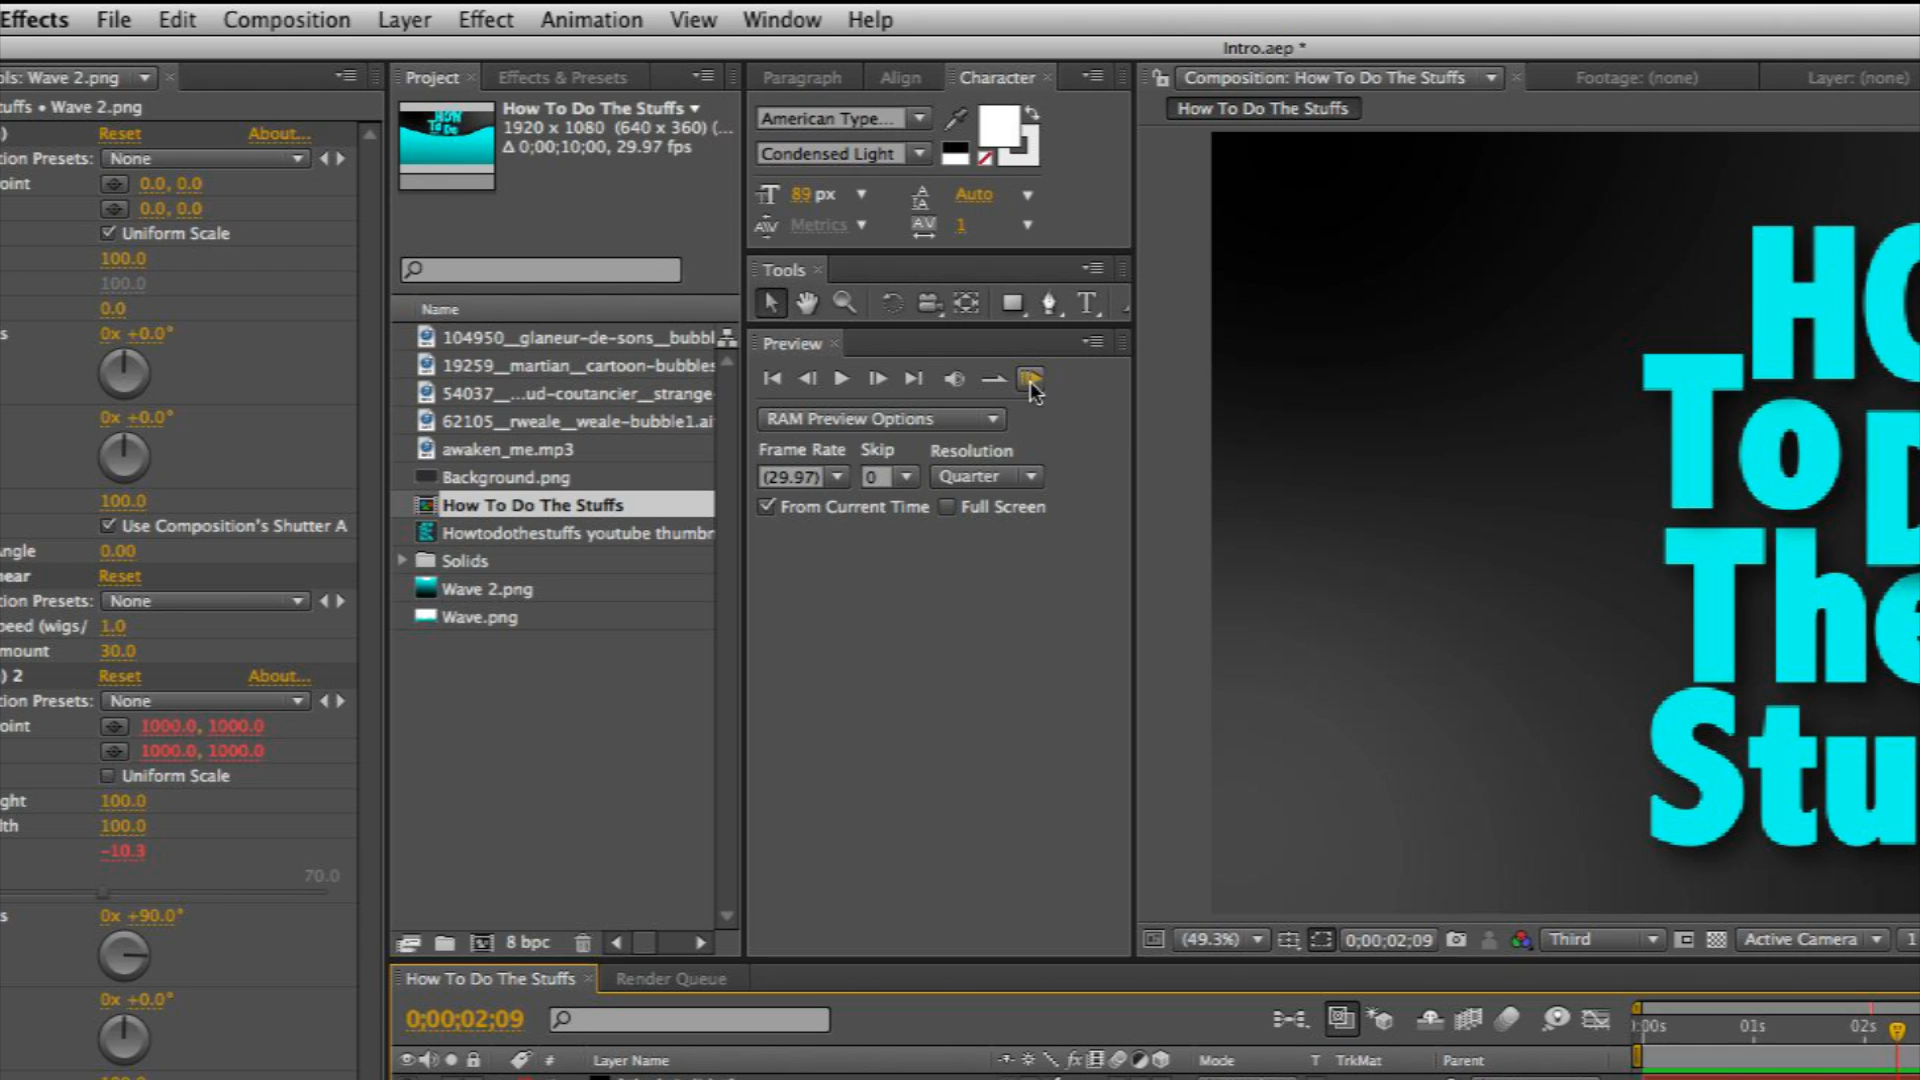 Effects File Edit Composition Layer Effect Animation View Window Help
Intro.aep *
ols: Wave 2.png
uffs • Wave 2.png
) Reset About...
tion Presets: None
oint 0.0, 0.0
0.0, 0.0
Uniform Scale
100.0
100.0
0.0
s 0x +0.0°
0x +0.0°
100.0
Use Composition's Shutter A
Angle 0.00
near Reset
tion Presets: None
peed (wigs/ 1.0
mount 30.0
) 2 Reset About...
tion Presets: None
oint 1000.0, 1000.0
1000.0, 1000.0
Uniform Scale
ght 100.0
dth 100.0
-10.3
70.0
s 0x +90.0°
0x +0.0°
Project Effects & Presets
HOW
To Do
How To Do The Stuffs
1920 x 1080 (640 x 360) (...
Δ 0;00;10;00, 29.97 fps
Name
104950__glaneur-de-sons__bubbl
19259__martian__cartoon-bubbles
54037__...ud-coutancier__strange
62105__rweale__weale-bubble1.ai
awaken_me.mp3
Background.png
How To Do The Stuffs
Howtodothestuffs youtube thumbr
Solids
Wave 2.png
Wave.png
8 bpc
Paragraph Align Character
American Type...
Condensed Light
89 px Auto
Metrics 1
Tools
Preview
RAM Preview Options
Frame Rate Skip Resolution
(29.97) 0 Quarter
From Current Time Full Screen
Composition: How To Do The Stuffs Footage: (none) Layer: (none)
How To Do The Stuffs
HO
To D
The
Stu
(49.3%) 0;00;02;09 Third Active Camera 1
How To Do The Stuffs Render Queue
0;00;02;09
):00s 01s 02s
# Layer Name Mode T TrkMat Parent